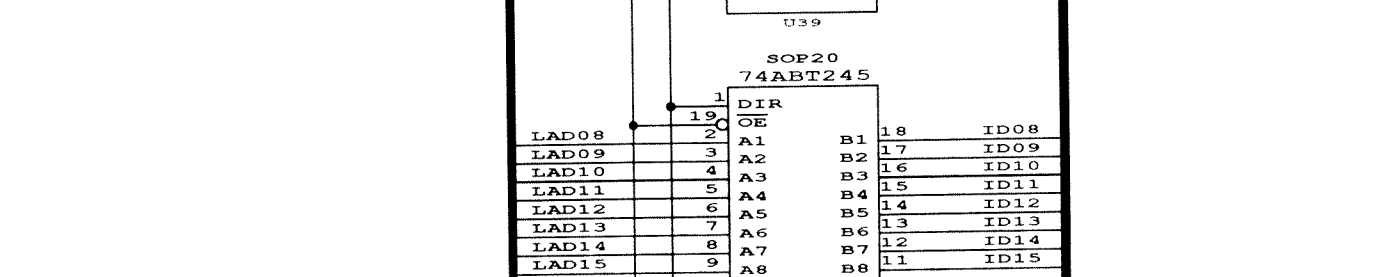 U39
SOP20
74ABT245
1 DIR
19 OE
LAD08 2 A1 B1 18 ID08
LAD09 3 A2 B2 17 ID09
LAD10 4 A3 B3 16 ID10
LAD11 5 A4 B4 15 ID11
LAD12 6 A5 B5 14 ID12
LAD13 7 A6 B6 13 ID13
LAD14 8 A7 B7 12 ID14
LAD15 9 A8 B8 11 ID15